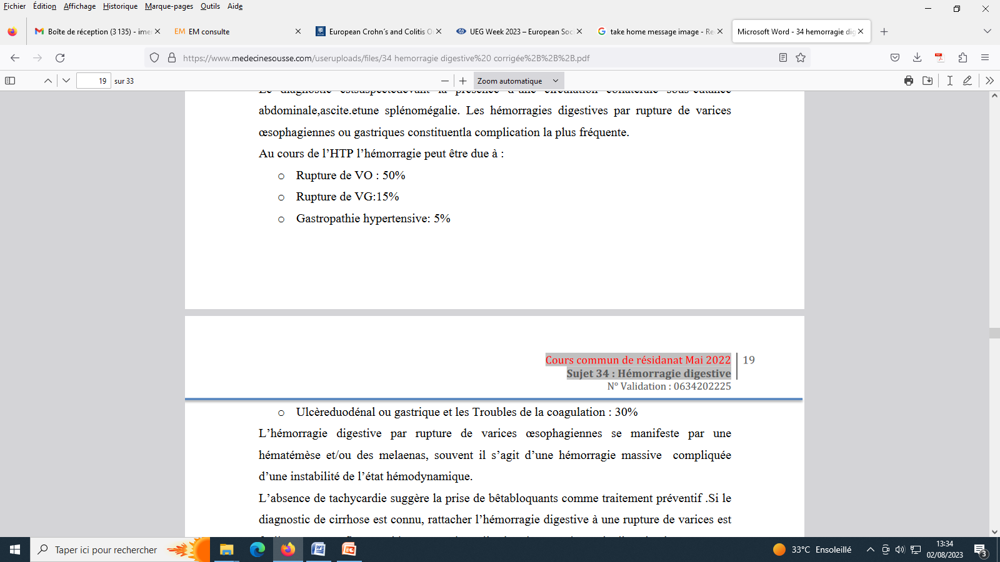 Fichier Édition Affichage Historique Marque-pages Outils Aide
Boîte de réception (3 135) - ime
EM EM consulte
European Crohn´s and Colitis O
UEG Week 2023 – European Soc
take home message image - Re
Microsoft Word - 34 hemorragie dig
https://www.medecinesousse.com/useruploads/files/34 hemorragie digestive%20 corrigée%2B%2B%2B.pdf
19 sur 33
Zoom automatique
abdominale,ascite.etune splénomégalie. Les hémorragies digestives par rupture de varices
œsophagiennes ou gastriques constituentla complication la plus fréquente.
Au cours de l’HTP l’hémorragie peut être due à :
o Rupture de VO : 50%
o Rupture de VG:15%
o Gastropathie hypertensive: 5%
Cours commun de résidanat Mai 2022
19
Sujet 34 : Hémorragie digestive
N° Validation : 0634202225
o Ulcèreduodénal ou gastrique et les Troubles de la coagulation : 30%
L’hémorragie digestive par rupture de varices œsophagiennes se manifeste par une
hématémèse et/ou des melaenas, souvent il s’agit d’une hémorragie massive compliquée
d’une instabilité de l’état hémodynamique.
L’absence de tachycardie suggère la prise de bêtabloquants comme traitement préventif .Si le
diagnostic de cirrhose est connu, rattacher l’hémorragie digestive à une rupture de varices est
Taper ici pour rechercher
33°C Ensoleillé
13:34
02/08/2023
3